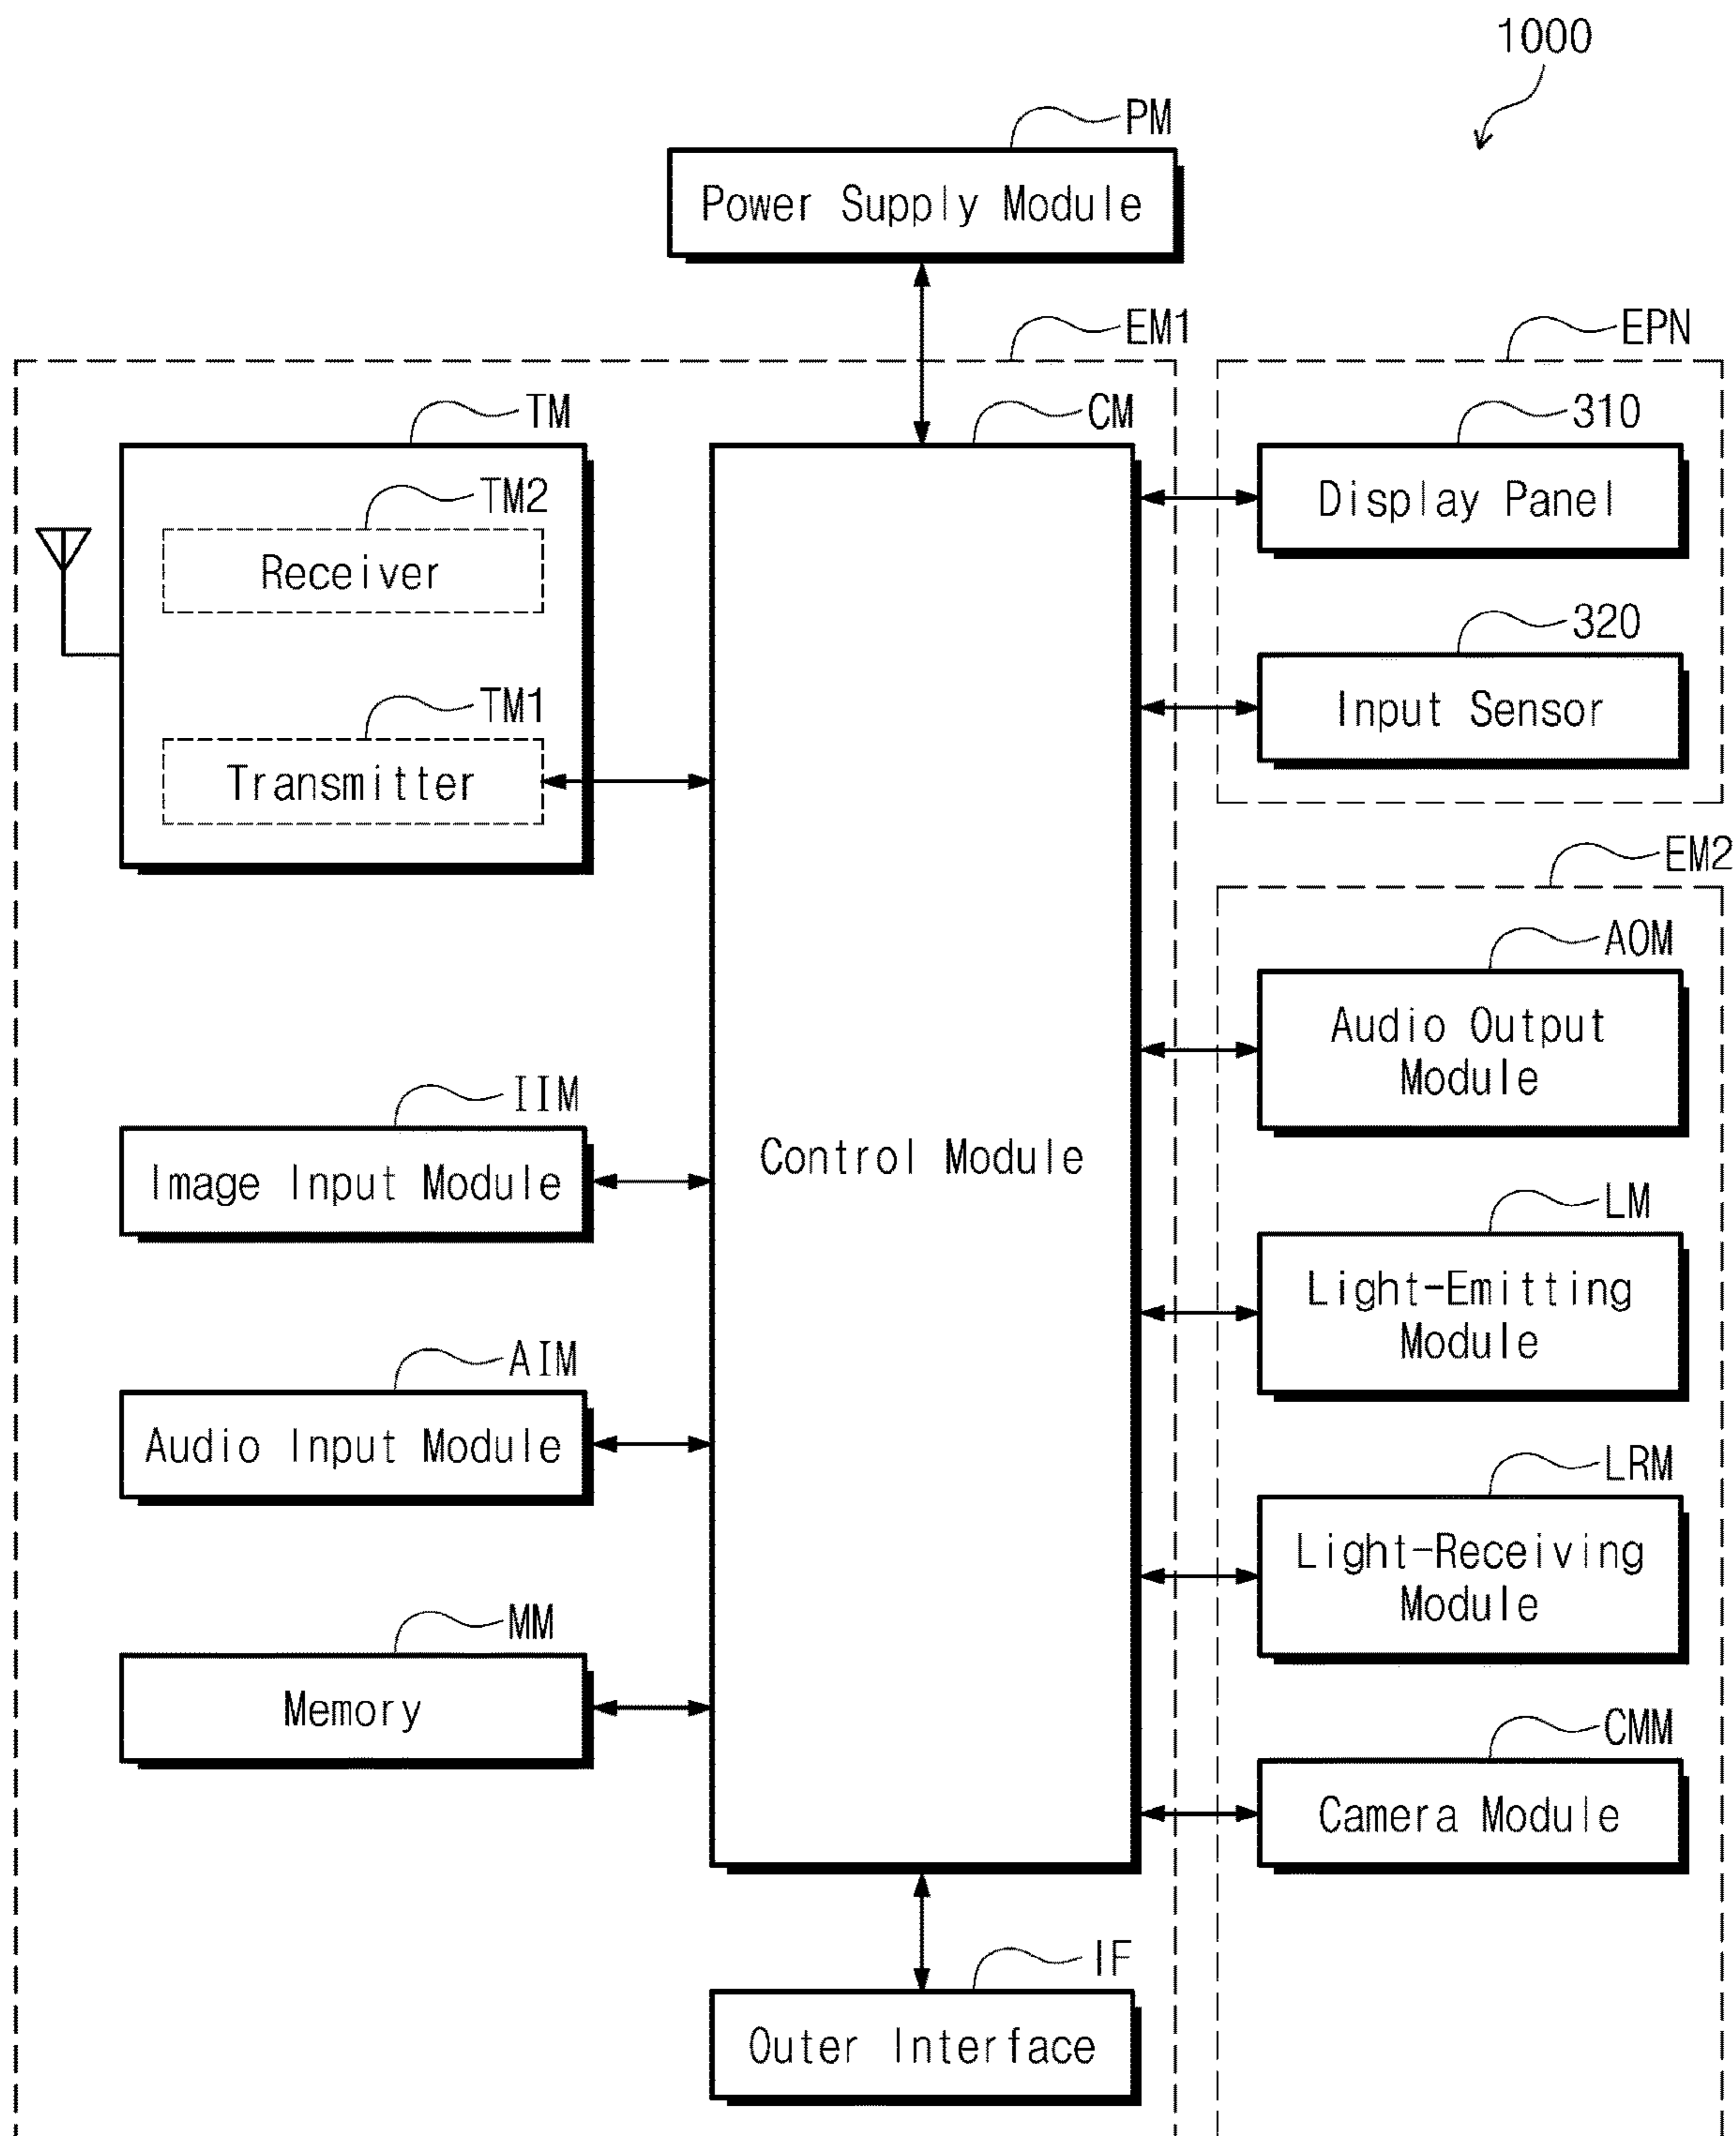 1000
PM
Power Supply Module
EM1
EPN
TM
CM
310
Display Panel
TM2
Receiver
320
Input Sensor
TM1
Transmitter
EM2
AOM
Audio Output
Module
IIM
Image Input Module
Control Module
LM
Light-Emitting
Module
AIM
Audio Input Module
LRM
Light-Receiving
Module
MM
Memory
CMM
Camera Module
IF
Outer Interface